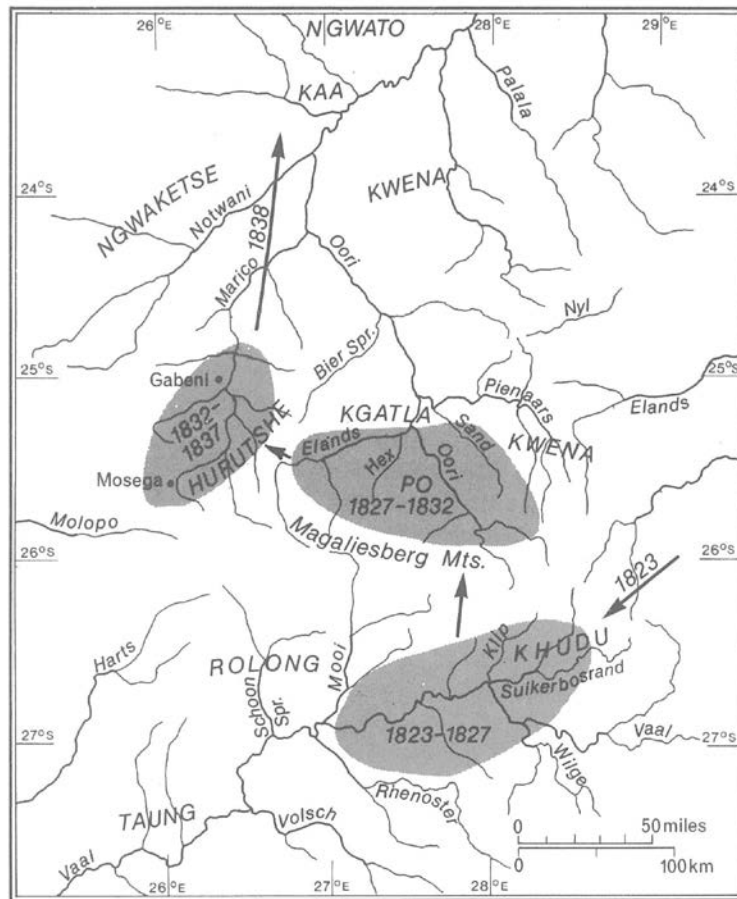 26°E
28°E
29°E
NGWATO
KAA
Palala
24°S
24°S
NGWAKETSE
Notwani
KWENA
1838
Oori
Marico
Nyl
Bier Spr.
25°S
25°S
Gabeni
Pienaars
Elands
KGATLA
1832-
1837
HURUTSHE
Elands
Sand
KWENA
Hex
Oori
Mosega
PO
1827-1832
Molopo
Magaliesberg Mts.
26°S
26°S
1823
Harts
ROLONG
Mooi
Klip
KHUDU
Schoon
Spr.
Suikerbosrand
27°S
1823-1827
Vaal
27°S
Wilge
Rhenoster
TAUNG
Volsch
0 50 miles
0 100 km
Vaal
26°E
27°E
28°E